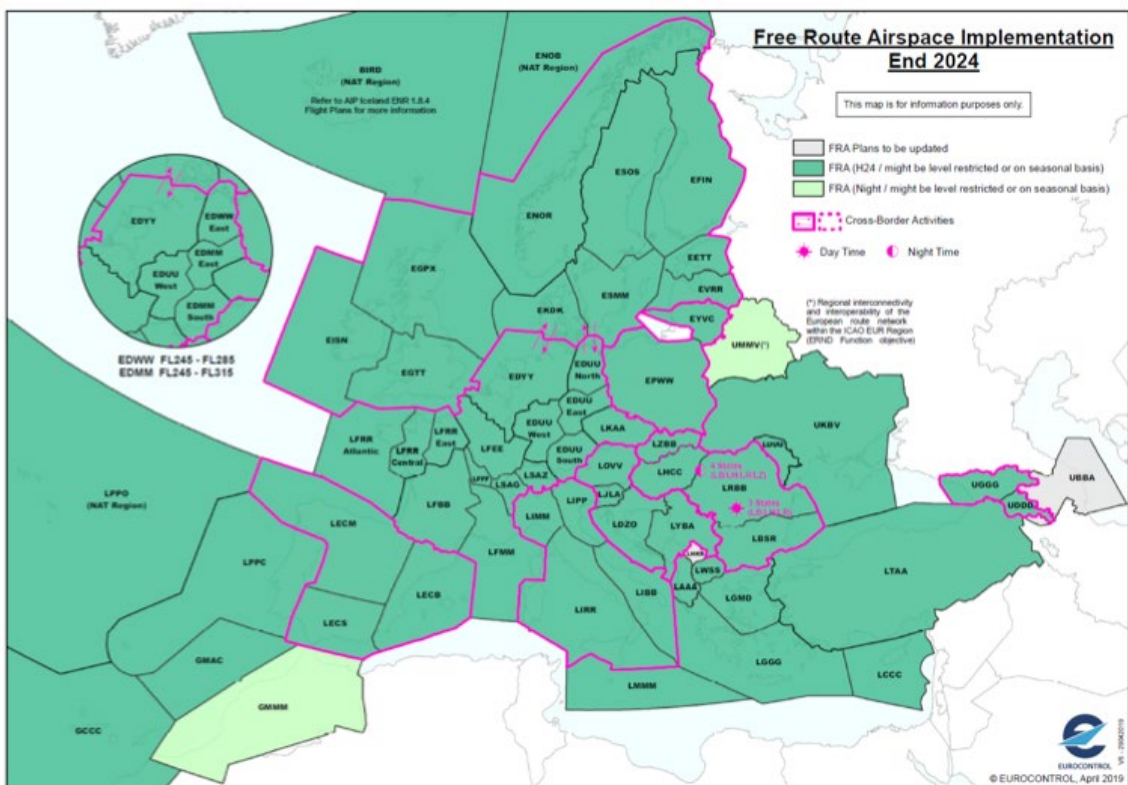 Free Route Airspace Implementation
End 2024
This map is for information purposes only.
FRA Plans to be updated
FRA (H24 / might be level restricted or on seasonal basis)
FRA (Night / might be level restricted or on seasonal basis)
Cross-Border Activities
Day Time
Night Time
(*) Regional interconnectivity
and interoperability of the
European route network
within the ICAO EUR Region
(ERND Function objective)
BIRD
(NAT Region)
Refer to AIP Iceland ENR 1.8.4
Flight Plans for more information
ENOB
(NAT Region)
EDYY
EDWW
East
EDMM
East
EDUU
West
EDMM
South
EDWW FL245 - FL285
EDMM FL245 - FL315
ESOS
EFIN
ENOR
EGPX
EETT
EVRR
ESMM
EKDK
EYVC
UMMV(*)
EISN
EGTT
EDYY
EDUU
North
EPWW
EDUU
East
UKBV
LFRR
Atlantic
LFRR
Central
LFRR
East
LFEE
EDUU
West
LKAA
EDUU
South
LZBB
LHCC
LOVV
LSAG
LSAZ
LFBB
LIPP
LJLA
LRBB
4 States
3 States
LPPO
(NAT Region)
LECM
LIMM
LDZO
LYBA
LBSR
UGGG
UBBA
UDDD
LPPC
LFMM
LWSS
LAAA
LTAA
LECB
LIBB
LIRR
LGMD
LECS
GMAC
LGGG
LCCC
LMMM
GMMM
GCCC
EUROCONTROL
© EUROCONTROL, April 2019